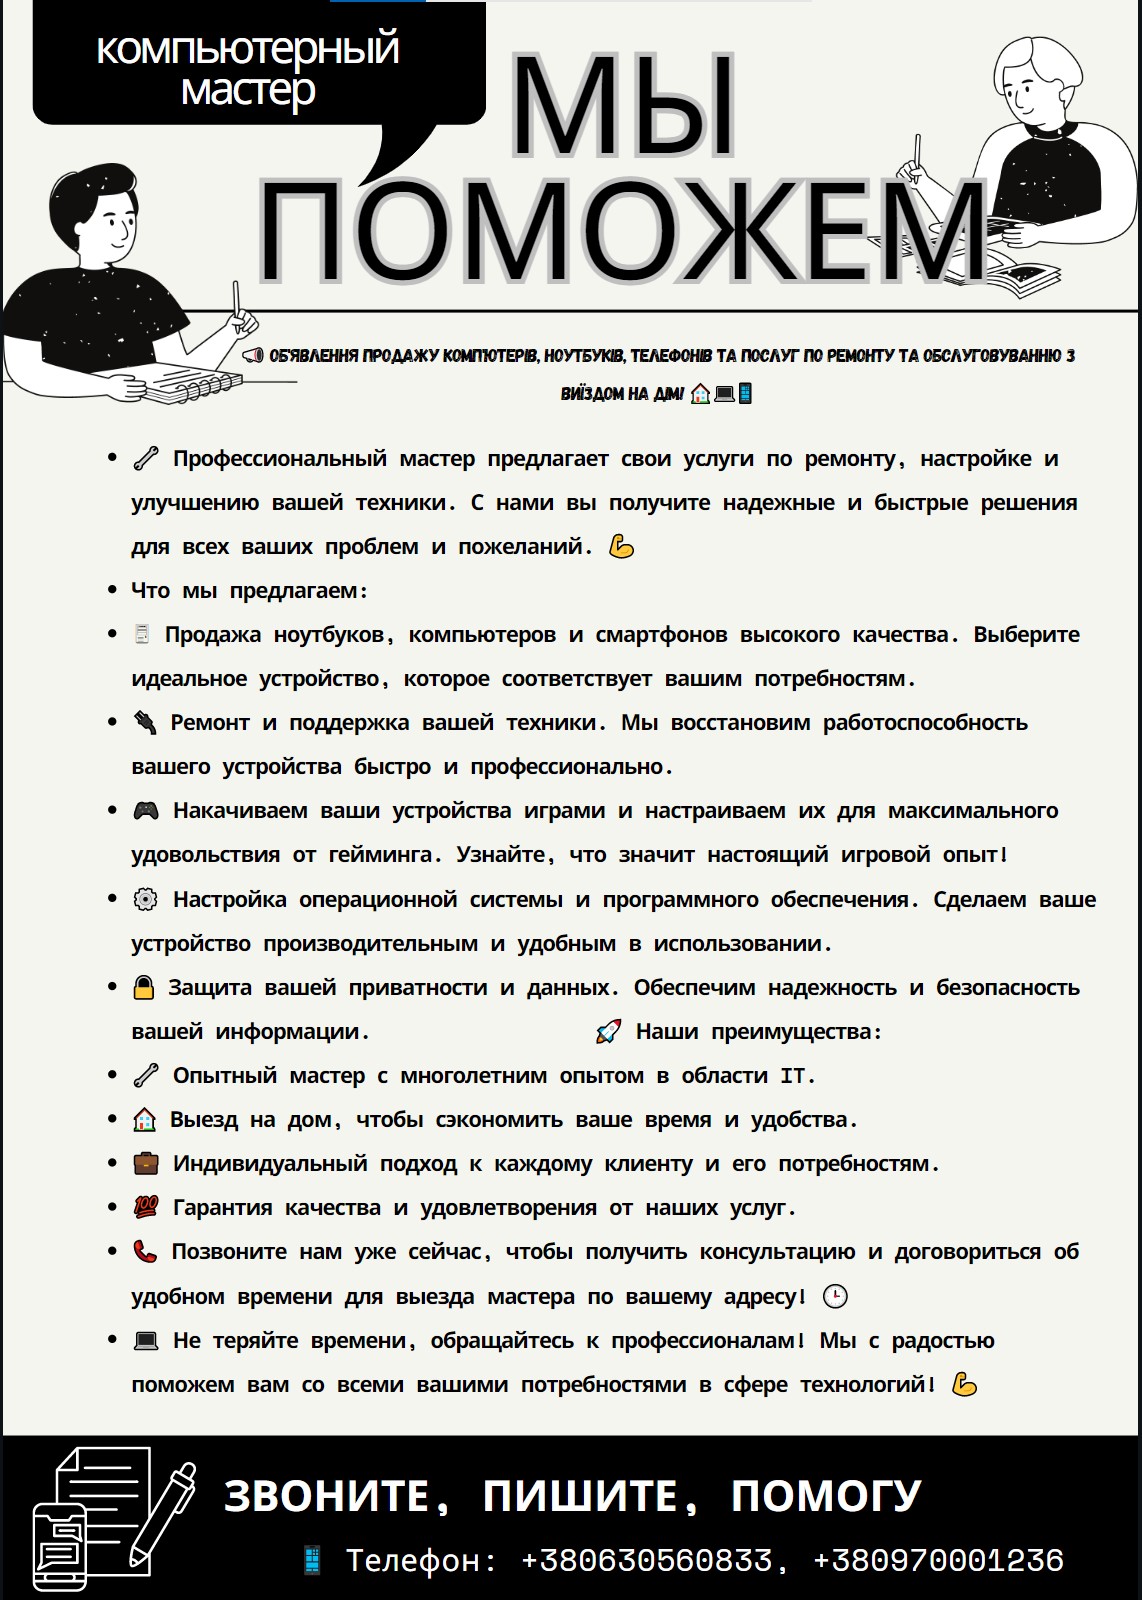 компьютерный
мастер
МЫ
ПОМОЖЕМ
📢 ОБ'ЯВЛЕННЯ ПРОДАЖУ КОМП'ЮТЕРІВ, НОУТБУКІВ, ТЕЛЕФОНІВ ТА ПОСЛУГ ПО РЕМОНТУ ТА ОБСЛУГОВУВАННЮ З
ВИЇЗДОМ НА ДІМ! 🏠💻📱
• 🔧 Профессиональный мастер предлагает свои услуги по ремонту, настройке и
улучшению вашей техники. С нами вы получите надежные и быстрые решения
для всех ваших проблем и пожеланий. 💪
• Что мы предлагаем:
• 🖥 Продажа ноутбуков, компьютеров и смартфонов высокого качества. Выберите
идеальное устройство, которое соответствует вашим потребностям.
• 🔌 Ремонт и поддержка вашей техники. Мы восстановим работоспособность
вашего устройства быстро и профессионально.
• 🎮 Накачиваем ваши устройства играми и настраиваем их для максимального
удовольствия от гейминга. Узнайте, что значит настоящий игровой опыт!
• ⚙️ Настройка операционной системы и программного обеспечения. Сделаем ваше
устройство производительным и удобным в использовании.
• 🔒 Защита вашей приватности и данных. Обеспечим надежность и безопасность
вашей информации. 🚀 Наши преимущества:
• 🔧 Опытный мастер с многолетним опытом в области IT.
• 🏠 Выезд на дом, чтобы сэкономить ваше время и удобства.
• 💼 Индивидуальный подход к каждому клиенту и его потребностям.
• 💯 Гарантия качества и удовлетворения от наших услуг.
• 📞 Позвоните нам уже сейчас, чтобы получить консультацию и договориться об
удобном времени для выезда мастера по вашему адресу! 🕒
• 💻 Не теряйте времени, обращайтесь к профессионалам! Мы с радостью
поможем вам со всеми вашими потребностями в сфере технологий! 💪
ЗВОНИТЕ, ПИШИТЕ, ПОМОГУ
📱 Телефон: +380630560833, +380970001236